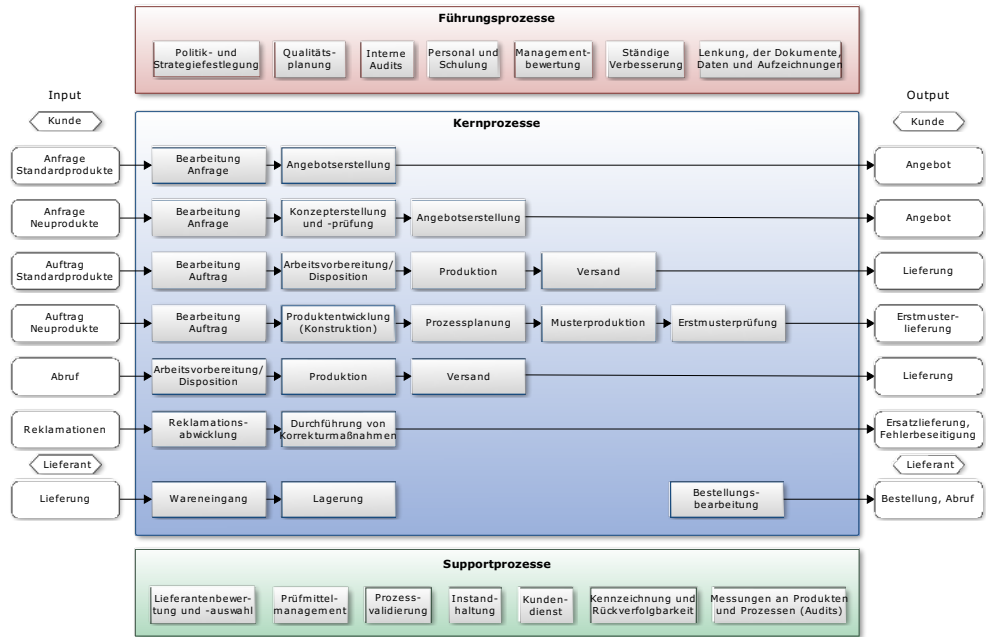 Führungsprozesse
Politik- und
Strategiefestlegung
Qualitäts-
planung
Interne
Audits
Personal und
Schulung
Management-
bewertung
Ständige
Verbesserung
Lenkung, der Dokumente,
Daten und Aufzeichnungen
Input
Output
Kunde
Kunde
Kernprozesse
Anfrage
Standardprodukte
Bearbeitung
Anfrage
Angebotserstellung
Angebot
Anfrage
Neuprodukte
Bearbeitung
Anfrage
Konzepterstellung
und -prüfung
Angebotserstellung
Angebot
Auftrag
Standardprodukte
Bearbeitung
Auftrag
Arbeitsvorbereitung/
Disposition
Produktion
Versand
Lieferung
Auftrag
Neuprodukte
Bearbeitung
Auftrag
Produktentwicklung
(Konstruktion)
Prozessplanung
Musterproduktion
Erstmusterprüfung
Erstmuster-
lieferung
Abruf
Arbeitsvorbereitung/
Disposition
Produktion
Versand
Lieferung
Reklamationen
Reklamations-
abwicklung
Durchführung von
Korrekturmaßnahmen
Ersatzlieferung,
Fehlerbeseitigung
Lieferant
Lieferant
Lieferung
Wareneingang
Lagerung
Bestellungs-
bearbeitung
Bestellung, Abruf
Supportprozesse
Lieferantenbewer-
tung und -auswahl
Prüfmittel-
management
Prozess-
validierung
Instand-
haltung
Kunden-
dienst
Kennzeichnung und
Rückverfolgbarkeit
Messungen an Produkten
und Prozessen (Audits)